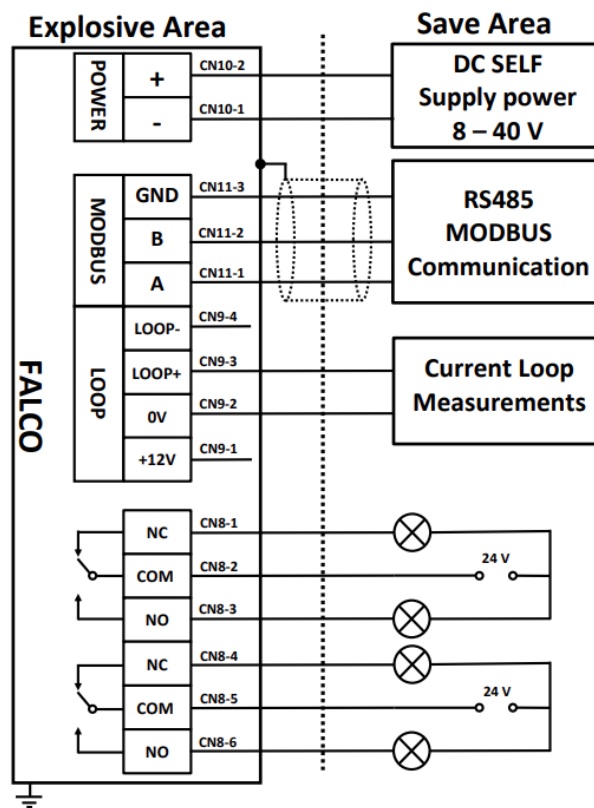 Explosive Area
Save Area
POWER
+
-
CN10-2
CN10-1
DC SELF
Supply power
8 – 40 V
MODBUS
GND
B
A
CN11-3
CN11-2
CN11-1
RS485
MODBUS
Communication
FALCO
LOOP
LOOP-
LOOP+
0V
+12V
CN9-4
CN9-3
CN9-2
CN9-1
Current Loop
Measurements
NC
COM
NO
CN8-1
CN8-2
CN8-3
24 V
NC
COM
NO
CN8-4
CN8-5
CN8-6
24 V